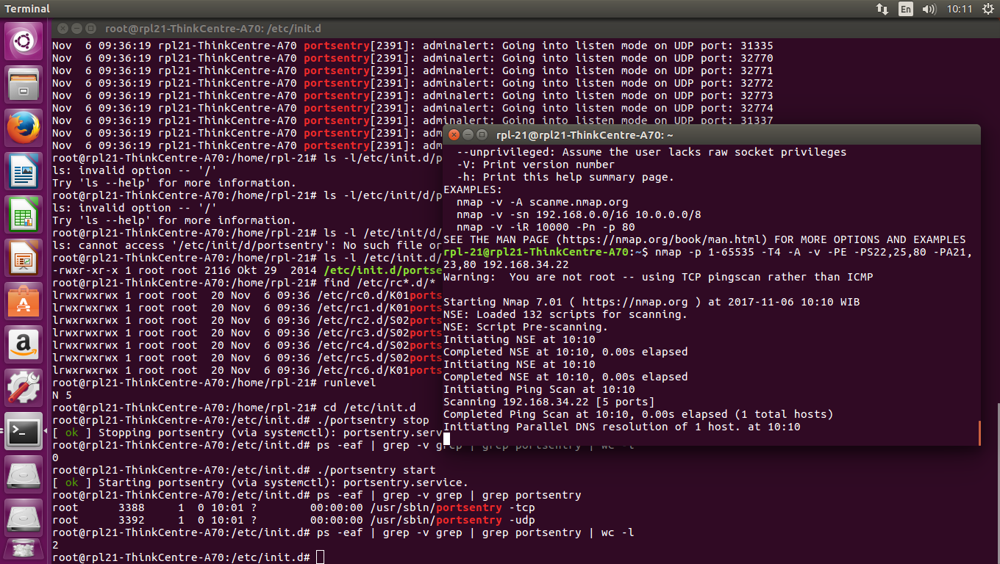 Terminal
En
10:11
root@rpl21-ThinkCentre-A70: /etc/init.d
Nov  6 09:36:19 rpl21-ThinkCentre-A70 portsentry[2391]: adminalert: Going into listen mode on UDP port: 31335
Nov  6 09:36:19 rpl21-ThinkCentre-A70 portsentry[2391]: adminalert: Going into listen mode on UDP port: 32770
Nov  6 09:36:19 rpl21-ThinkCentre-A70 portsentry[2391]: adminalert: Going into listen mode on UDP port: 32771
Nov  6 09:36:19 rpl21-ThinkCentre-A70 portsentry[2391]: adminalert: Going into listen mode on UDP port: 32772
Nov  6 09:36:19 rpl21-ThinkCentre-A70 portsentry[2391]: adminalert: Going into listen mode on UDP port: 32773
Nov  6 09:36:19 rpl21-ThinkCentre-A70 portsentry[2391]: adminalert: Going into listen mode on UDP port: 32774
Nov  6 09:36:19 rpl21-ThinkCentre-A70 portsentry[2391]: adminalert: Going into listen mode on UDP port: 31337
Nov  6 09:36:19 rpl21-ThinkCentre-A70 portsentry[2391]:
Nov  6 09:36:19 rpl21-ThinkCentre-A70 portsentry[2391]:
root@rpl21-ThinkCentre-A70:/home/rpl-21# ls -l/etc/init.d/p
ls: invalid option -- '/'
Try 'ls --help' for more information.
root@rpl21-ThinkCentre-A70:/home/rpl-21# ls -l/etc/init/d/p
ls: invalid option -- '/'
Try 'ls --help' for more information.
root@rpl21-ThinkCentre-A70:/home/rpl-21# ls -l /etc/init/d/
ls: cannot access '/etc/init/d/portsentry': No such file or
root@rpl21-ThinkCentre-A70:/home/rpl-21# ls -l /etc/init.d/
-rwxr-xr-x 1 root root 2116 Okt 29  2014 /etc/init.d/portse
root@rpl21-ThinkCentre-A70:/home/rpl-21# find /etc/rc*.d/*
lrwxrwxrwx 1 root root  20 Nov  6 09:36 /etc/rc0.d/K01ports
lrwxrwxrwx 1 root root  20 Nov  6 09:36 /etc/rc1.d/K01ports
lrwxrwxrwx 1 root root  20 Nov  6 09:36 /etc/rc2.d/S02ports
lrwxrwxrwx 1 root root  20 Nov  6 09:36 /etc/rc3.d/S02ports
lrwxrwxrwx 1 root root  20 Nov  6 09:36 /etc/rc4.d/S02ports
lrwxrwxrwx 1 root root  20 Nov  6 09:36 /etc/rc5.d/S02ports
lrwxrwxrwx 1 root root  20 Nov  6 09:36 /etc/rc6.d/K01ports
root@rpl21-ThinkCentre-A70:/home/rpl-21# runlevel
N 5
root@rpl21-ThinkCentre-A70:/home/rpl-21# cd /etc/init.d
root@rpl21-ThinkCentre-A70:/etc/init.d# ./portsentry stop
[ ok ] Stopping portsentry (via systemctl): portsentry.serv
root@rpl21-ThinkCentre-A70:/etc/init.d# ps -eaf | grep -v grep | grep portsentry | wc -l
0
root@rpl21-ThinkCentre-A70:/etc/init.d# ./portsentry start
[ ok ] Starting portsentry (via systemctl): portsentry.service.
root@rpl21-ThinkCentre-A70:/etc/init.d# ps -eaf | grep -v grep | grep portsentry
root      3388     1  0 10:01 ?        00:00:00 /usr/sbin/portsentry -tcp
root      3392     1  0 10:01 ?        00:00:00 /usr/sbin/portsentry -udp
root@rpl21-ThinkCentre-A70:/etc/init.d# ps -eaf | grep -v grep | grep portsentry | wc -l
2
root@rpl21-ThinkCentre-A70:/etc/init.d#
rpl-21@rpl21-ThinkCentre-A70: ~
  --unprivileged: Assume the user lacks raw socket privileges
  -V: Print version number
  -h: Print this help summary page.
EXAMPLES:
  nmap -v -A scanme.nmap.org
  nmap -v -sn 192.168.0.0/16 10.0.0.0/8
  nmap -v -iR 10000 -Pn -p 80
SEE THE MAN PAGE (https://nmap.org/book/man.html) FOR MORE OPTIONS AND EXAMPLES
rpl-21@rpl21-ThinkCentre-A70:~$ nmap -p 1-65535 -T4 -A -v -PE -PS22,25,80 -PA21,
23,80 192.168.34.22
Warning:  You are not root -- using TCP pingscan rather than ICMP
Starting Nmap 7.01 ( https://nmap.org ) at 2017-11-06 10:10 WIB
NSE: Loaded 132 scripts for scanning.
NSE: Script Pre-scanning.
Initiating NSE at 10:10
Completed NSE at 10:10, 0.00s elapsed
Initiating NSE at 10:10
Completed NSE at 10:10, 0.00s elapsed
Initiating Ping Scan at 10:10
Scanning 192.168.34.22 [5 ports]
Completed Ping Scan at 10:10, 0.00s elapsed (1 total hosts)
Initiating Parallel DNS resolution of 1 host. at 10:10